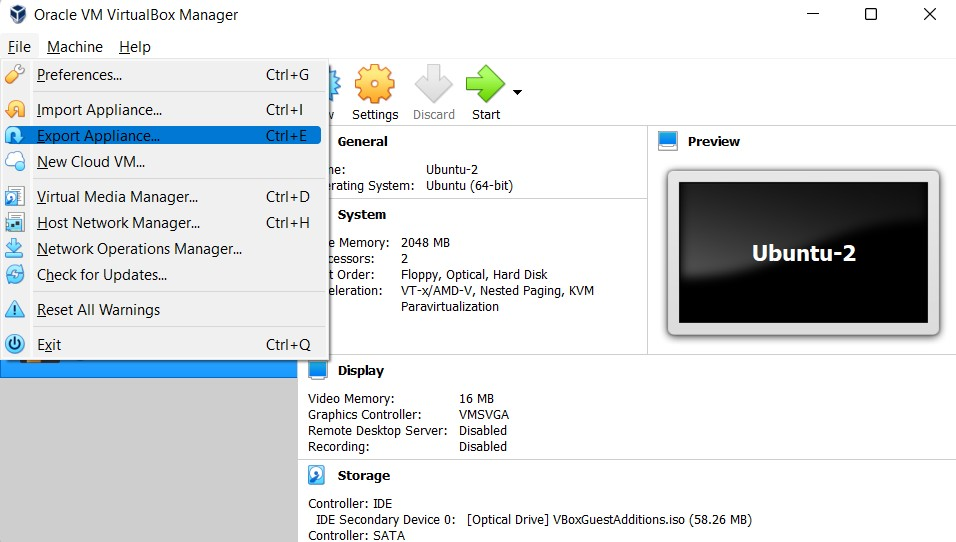 Oracle VM VirtualBox Manager
File Machine Help
Preferences... Ctrl+G
Import Appliance... Ctrl+I
Export Appliance... Ctrl+E
New Cloud VM...
Virtual Media Manager... Ctrl+D
Host Network Manager... Ctrl+H
Network Operations Manager...
Check for Updates...
Reset All Warnings
Exit Ctrl+Q
Settings Discard Start
General
Ubuntu-2
System: Ubuntu (64-bit)
System
Memory: 2048 MB
2
Order: Floppy, Optical, Hard Disk
VT-x/AMD-V, Nested Paging, KVM
Paravirtualization
Preview
Ubuntu-2
Display
Video Memory: 16 MB
Graphics Controller: VMSVGA
Remote Desktop Server: Disabled
Recording: Disabled
Storage
Controller: IDE
IDE Secondary Device 0: [Optical Drive] VBoxGuestAdditions.iso (58.26 MB)
Controller: SATA